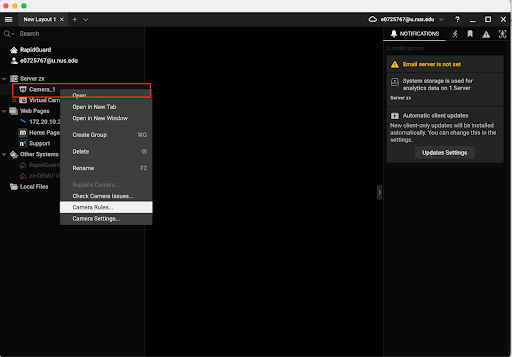 New Layout 1
e0725767@u.nus.edu
Search
NOTIFICATIONS
RapidGuard
e0725767@u.nus.edu
3 notifications
Email server is not set
System storage is used for
analytics data on 1 Server
Server zx
Automatic client updates
New client-only updates will be installed
automatically. You can change this in the
settings.
Updates Settings
Server zx
Camera_1
Virtual Cam
Web Pages
172.20.10.2
Home Page
Support
Other Systems
RapidGuard
zx-QEMU-Vi
Local Files
Open
Open in New Tab
Open in New Window
Create Group ⌘G
Delete ⌫
Rename F2
Replace Camera...
Check Camera Issues...
Camera Rules...
Camera Settings...